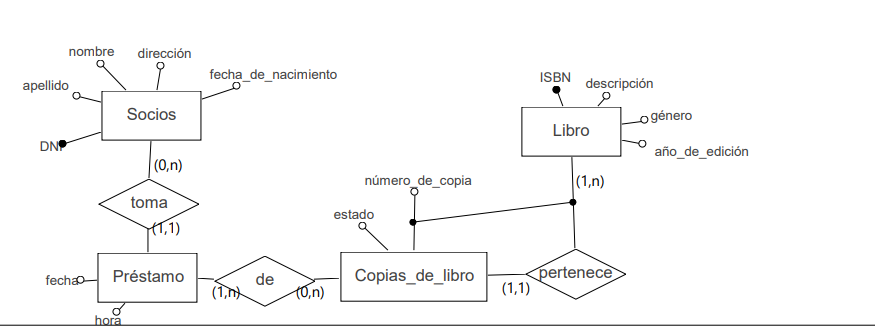 nombre
dirección
fecha_de_nacimiento
apellido
Socios
DNI
(0,n)
toma
(1,1)
ISBN
descripción
género
Libro
año_de_edición
(1,n)
número_de_copia
estado
fecha
Préstamo
hora
(1,n)
de
(0,n)
Copias_de_libro
(1,1)
pertenece